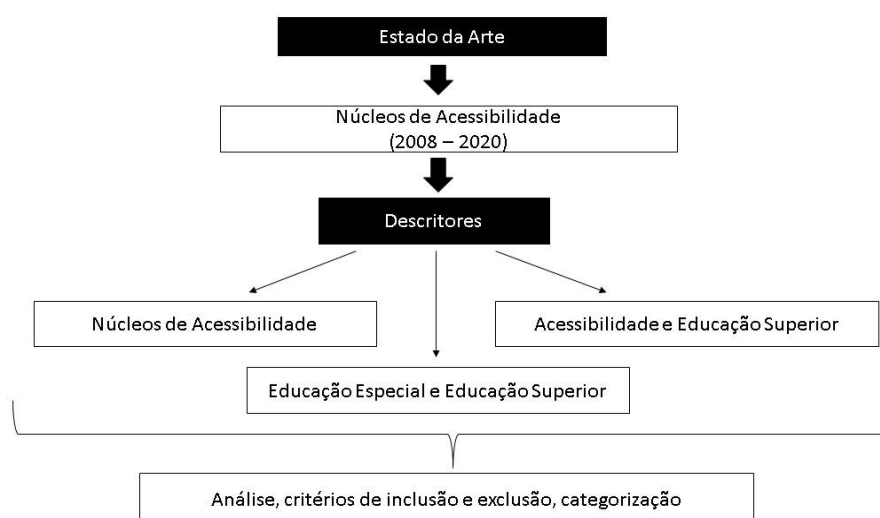 Estado da Arte
Núcleos de Acessibilidade
(2008 – 2020)
Descritores
Núcleos de Acessibilidade
Acessibilidade e Educação Superior
Educação Especial e Educação Superior
Análise, critérios de inclusão e exclusão, categorização